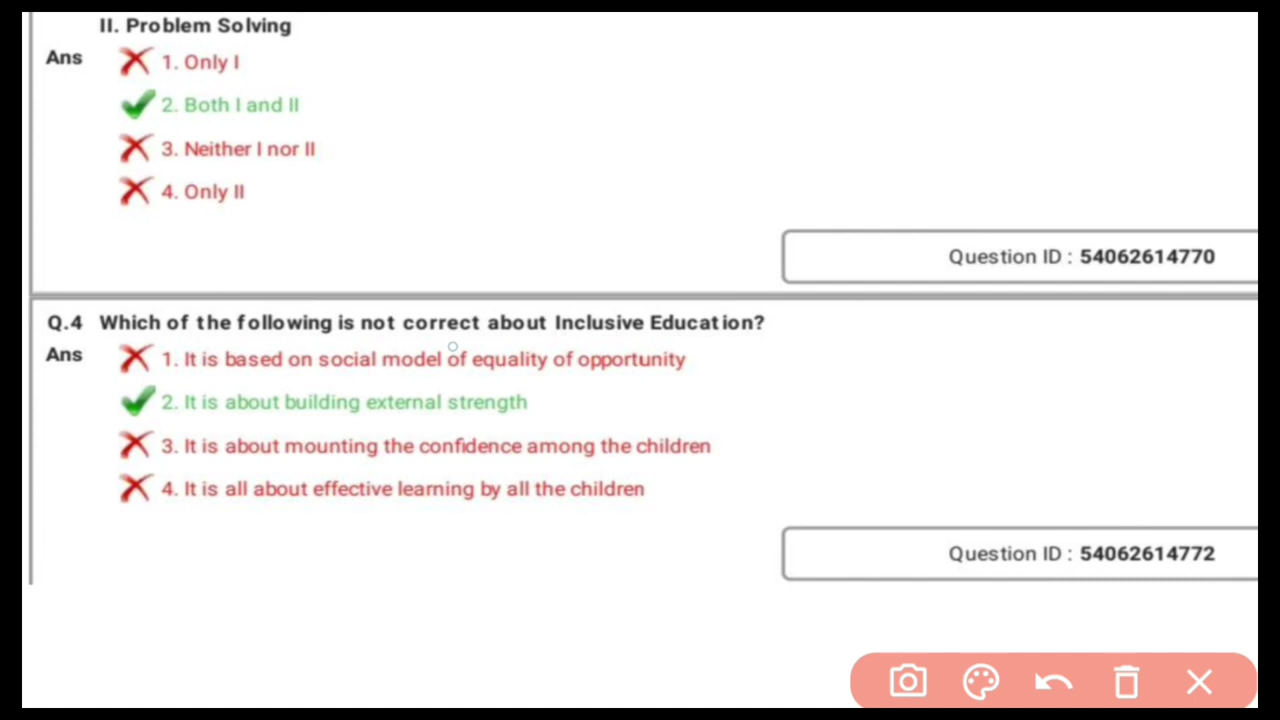 II. Problem Solving
Ans 1. Only I
2. Both I and II
3. Neither I nor II
4. Only II
Question ID : 54062614770
Q.4 Which of the following is not correct about Inclusive Education?
Ans 1. It is based on social model of equality of opportunity
2. It is about building external strength
3. It is about mounting the confidence among the children
4. It is all about effective learning by all the children
Question ID : 54062614772